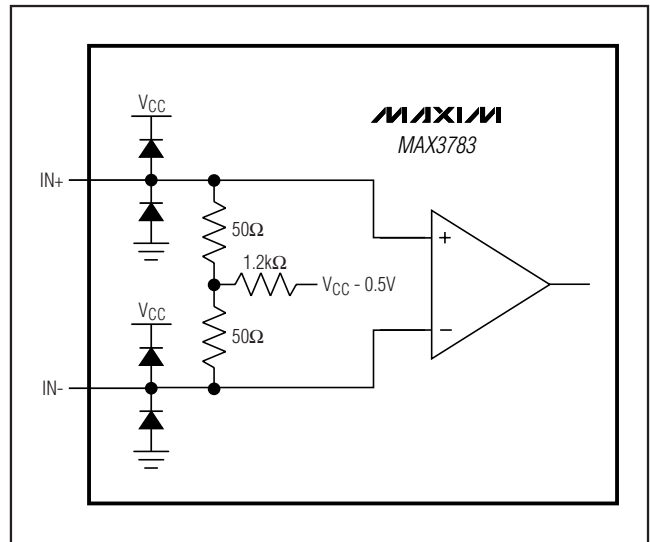 VCC
MAXIM
MAX3783
IN+
50Ω
1.2kΩ
VCC - 0.5V
+
VCC
50Ω
−
IN-